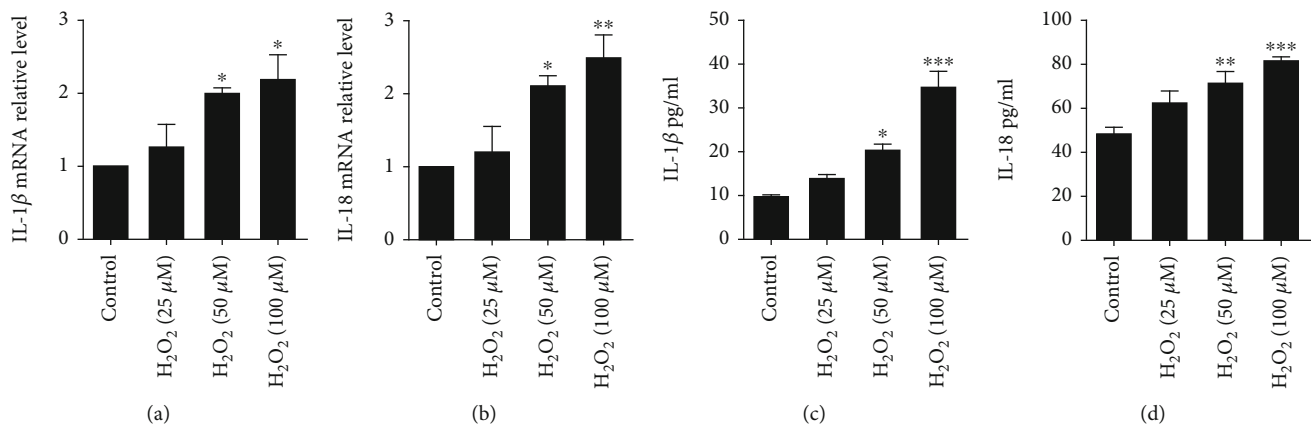 IL-1β mRNA relative level
3
2
1
0
* *
Control
H₂O₂ (25 μM)
H₂O₂ (50 μM)
H₂O₂ (100 μM)
(a)
IL-18 mRNA relative level
3
2
1
0
* **
Control
H₂O₂ (25 μM)
H₂O₂ (50 μM)
H₂O₂ (100 μM)
(b)
IL-1β pg/ml
50
40
30
20
10
0
* ***
Control
H₂O₂ (25 μM)
H₂O₂ (50 μM)
H₂O₂ (100 μM)
(c)
IL-18 pg/ml
100
80
60
40
20
0
** ***
Control
H₂O₂ (25 μM)
H₂O₂ (50 μM)
H₂O₂ (100 μM)
(d)